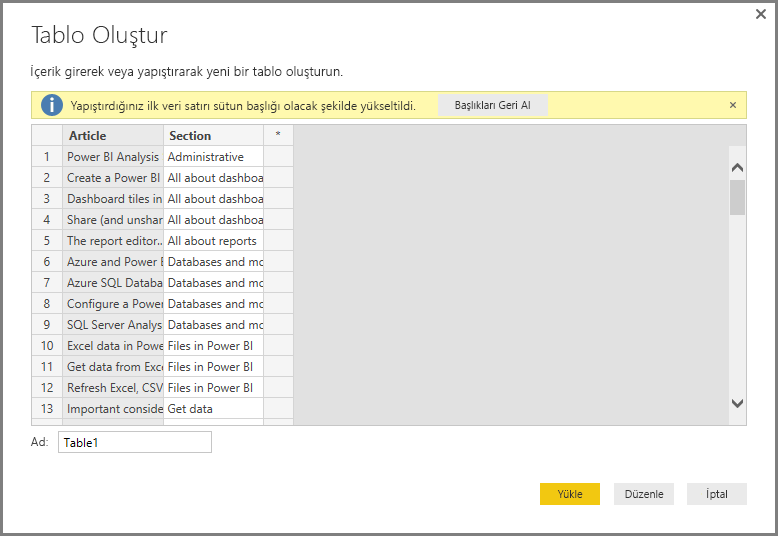 Tablo Oluştur
İçerik girerek veya yapıştırarak yeni bir tablo oluşturun.
Yapıştırdığınız ilk veri satırı sütun başlığı olacak şekilde yükseltildi. Başlıkları Geri Al
Article Section *
1 Power BI Analysis Administrative
2 Create a Power BI All about dashboa
3 Dashboard tiles in All about dashboa
4 Share (and unshar All about dashboa
5 The report editor.. All about reports
6 Azure and Power B Databases and mo
7 Azure SQL Databa Databases and mo
8 Configure a Power Databases and mo
9 SQL Server Analys Databases and mo
10 Excel data in Powe Files in Power BI
11 Get data from Exce Files in Power BI
12 Refresh Excel, CSV Files in Power BI
13 Important conside Get data
Ad: Table1
Yükle Düzenle İptal